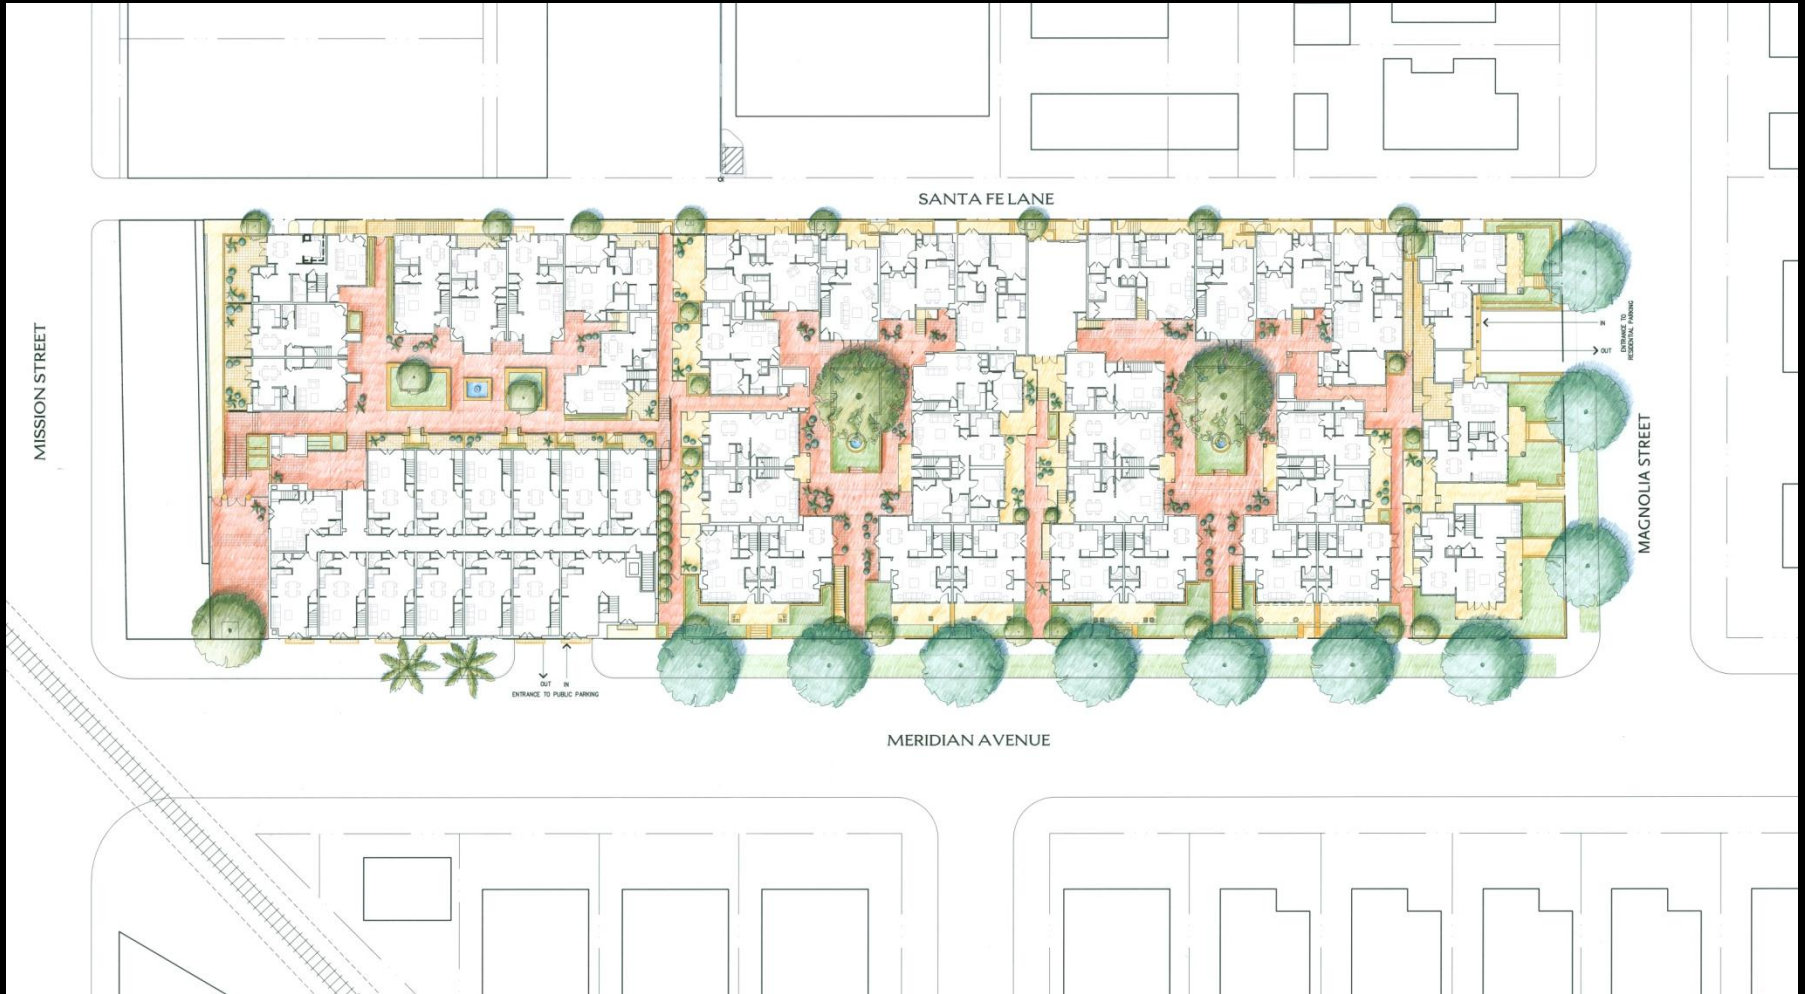 SANTA FE LANE
MISSION STREET
IN
OUT
ENTRANCE TO
RESIDENTIAL PARKING
MAGNOLIA STREET
OUT IN
ENTRANCE TO PUBLIC PARKING
MERIDIAN AVENUE